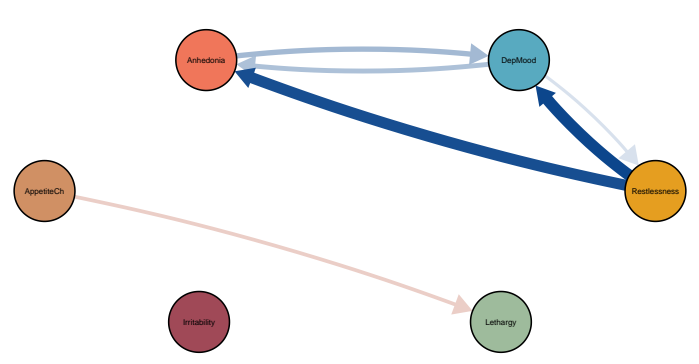 Anhedonia
DepMood
AppetiteCh
Restlessness
Irritability
Lethargy